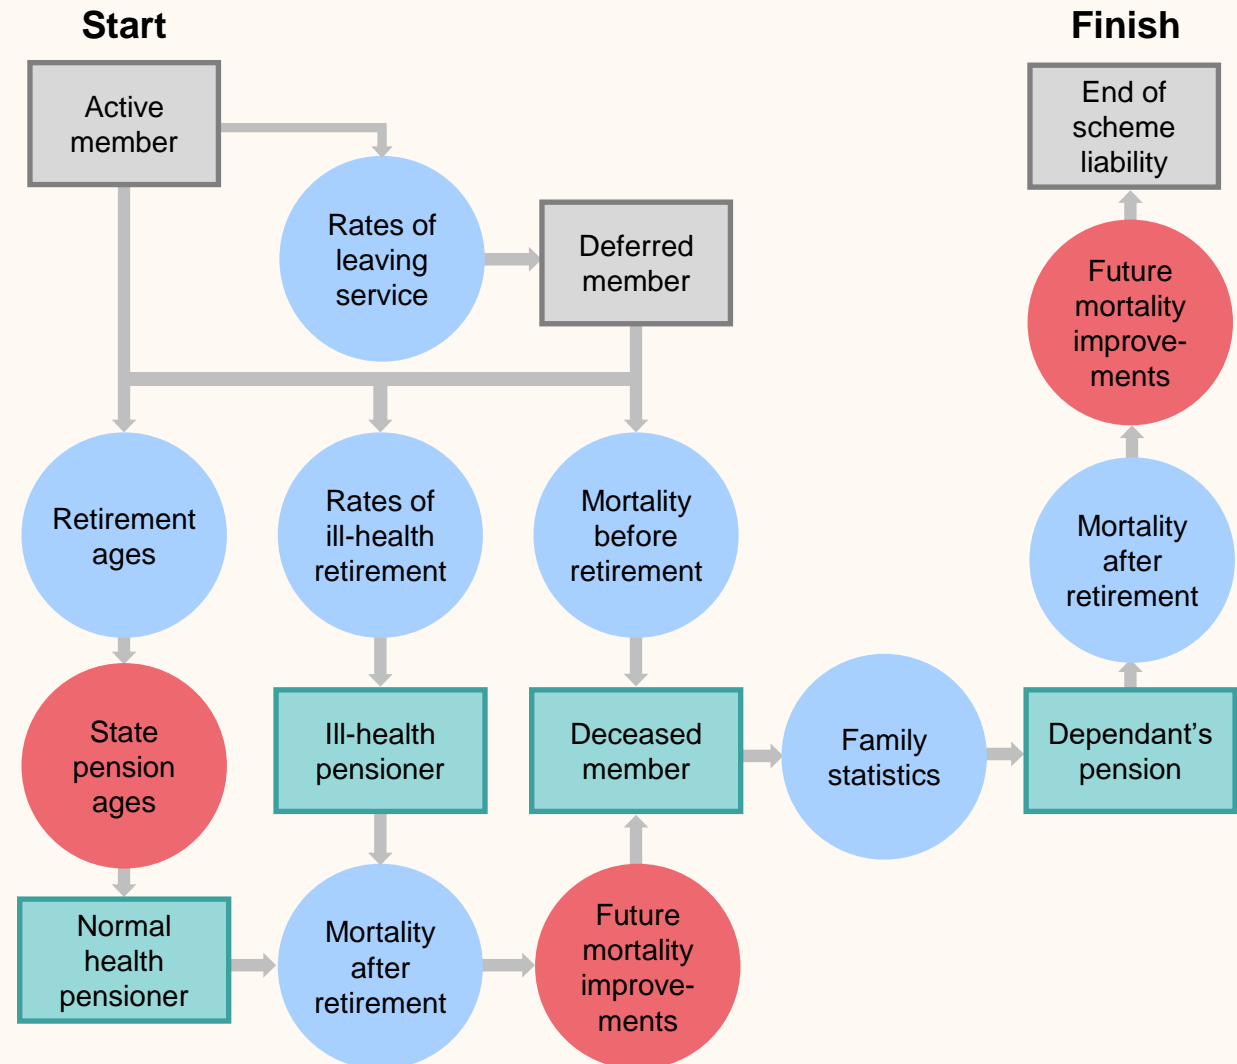 Start
Finish
Active
member
End of
scheme
liability
Rates of
leaving
service
Deferred
member
Future
mortality
improve-
ments
Retirement
ages
Rates of
ill-health
retirement
Mortality
before
retirement
Mortality
after
retirement
State
pension
ages
Ill-health
pensioner
Deceased
member
Family
statistics
Dependant’s
pension
Normal
health
pensioner
Mortality
after
retirement
Future
mortality
improve-
ments